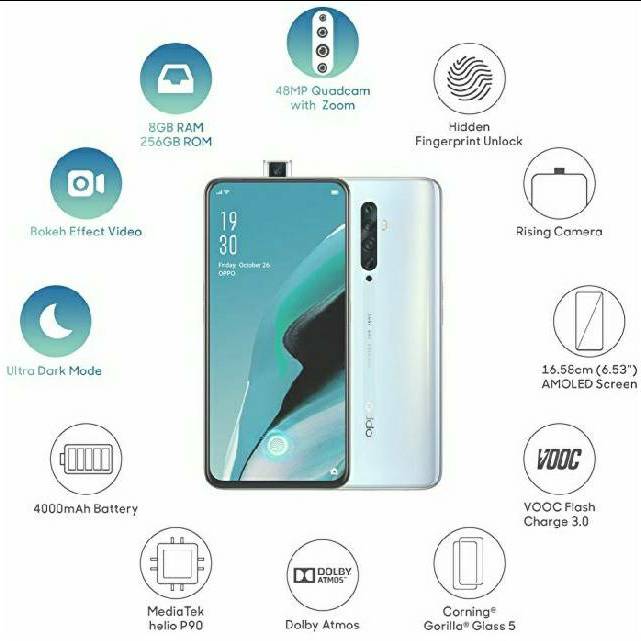 48MP Quadcam
with Zoom
8GB RAM
256GB ROM
Hidden
Fingerprint Unlock
Bokeh Effect Video
Rising Camera
19
30
Friday, October 26
OPPO
Ultra Dark Mode
16.58cm (6.53")
AMOLED Screen
oppo
4000mAh Battery
VOOC
VOOC Flash
Charge 3.0
MediaTek
helio P90
DOLBY
ATMOS
Dolby Atmos
Corning®
Gorilla® Glass 5